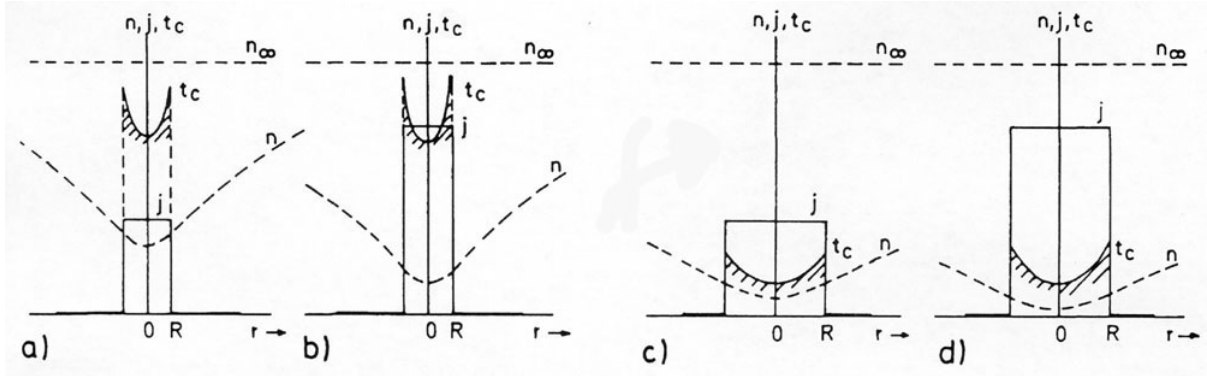 n, j, t_c
n_∞
t_c
n
j
0 R r →
a)
n, j, t_c
n_∞
t_c
j
n
0 R r →
b)
n, j, t_c
n_∞
j
t_c
n
0 R r →
c)
n, j, t_c
n_∞
j
t_c
n
0 R r →
d)